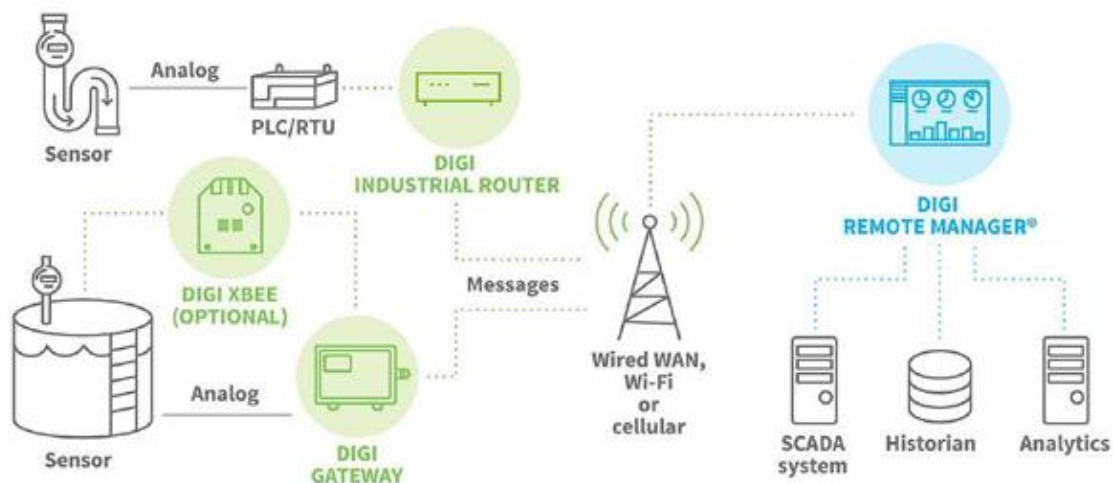 Analog
PLC/RTU
Sensor
DIGI
INDUSTRIAL ROUTER
DIGI XBEE
(OPTIONAL)
Analog
Sensor
DIGI
GATEWAY
Messages
Wired WAN,
Wi-Fi
or
cellular
DIGI
REMOTE MANAGER®
SCADA
system
Historian
Analytics